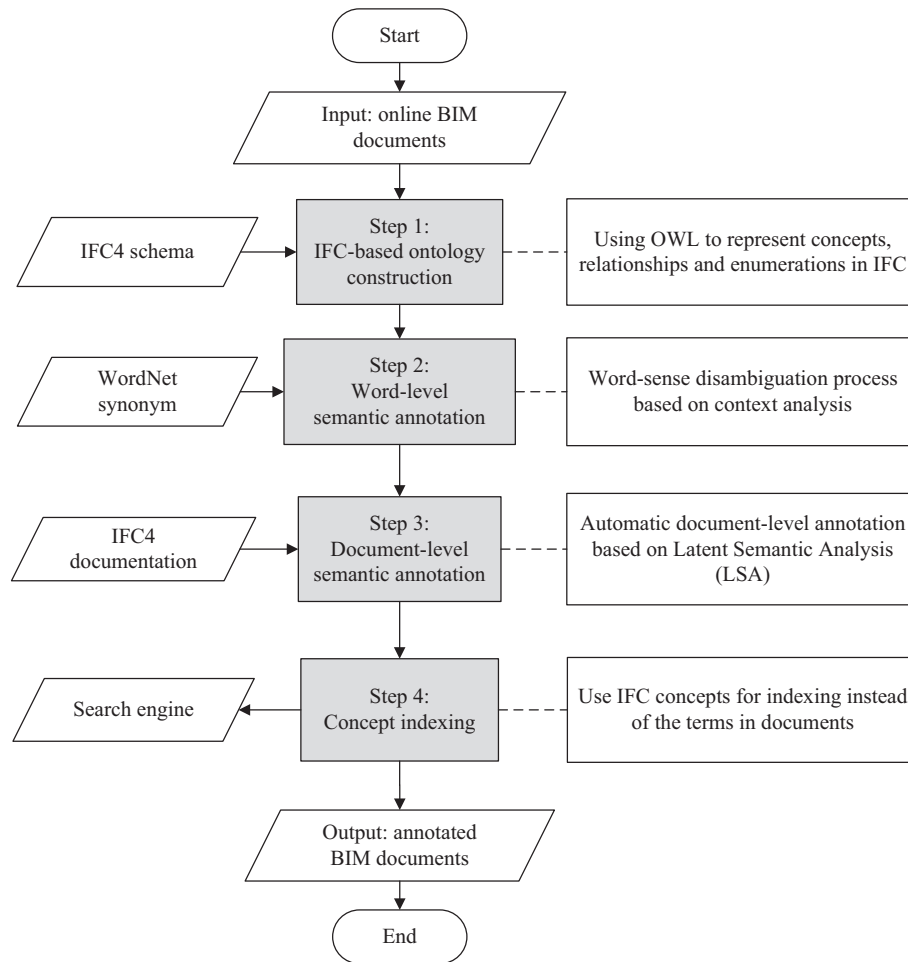 Start
Input: online BIM
documents
IFC4 schema
Step 1:
IFC-based ontology
construction
Using OWL to represent concepts,
relationships and enumerations in IFC
WordNet
synonym
Step 2:
Word-level
semantic annotation
Word-sense disambiguation process
based on context analysis
IFC4
documentation
Step 3:
Document-level
semantic annotation
Automatic document-level annotation
based on Latent Semantic Analysis
(LSA)
Search engine
Step 4:
Concept indexing
Use IFC concepts for indexing instead
of the terms in documents
Output: annotated
BIM documents
End